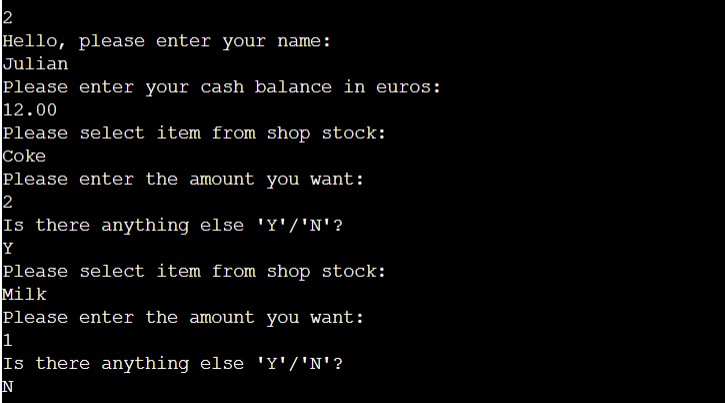 2
Hello, please enter your name:
Julian
Please enter your cash balance in euros:
12.00
Please select item from shop stock:
Coke
Please enter the amount you want:
2
Is there anything else 'Y'/'N'?
Y
Please select item from shop stock:
Milk
Please enter the amount you want:
1
Is there anything else 'Y'/'N'?
N